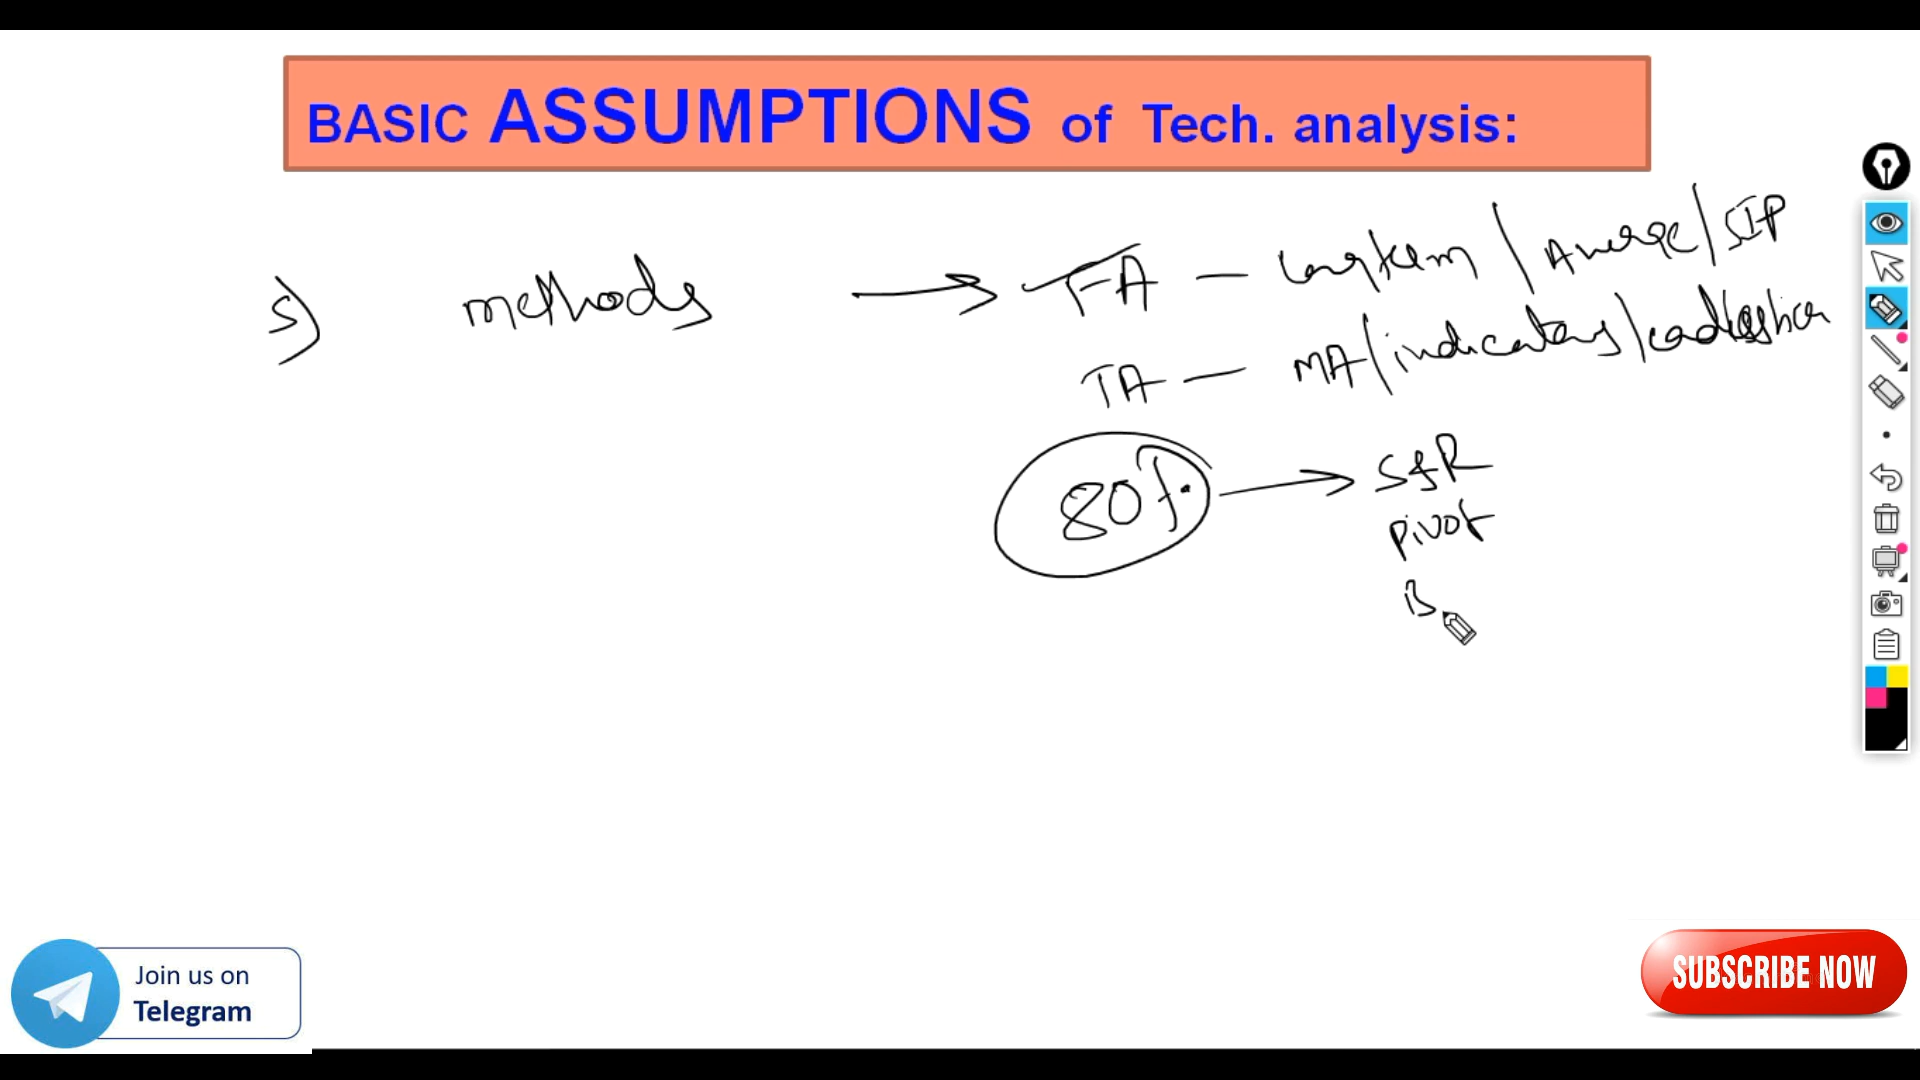 BASIC ASSUMPTIONS of Tech. analysis:
5) methods → FA — Longterm / Average / SIP
TA — MA / indicators / candlestick
80% → S&R
pivot
B
Join us on
Telegram
SUBSCRIBE NOW